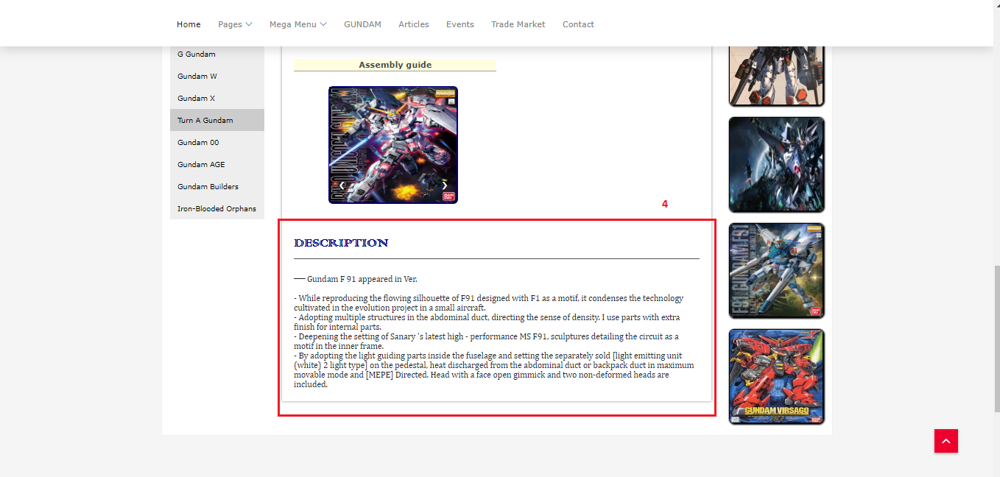 Home Pages Mega Menu GUNDAM Articles Events Trade Market Contact
G Gundam
Gundam W
Gundam X
Turn A Gundam
Gundam 00
Gundam AGE
Gundam Builders
Iron-Blooded Orphans
Assembly guide
4
DESCRIPTION
── Gundam F 91 appeared in Ver.
- While reproducing the flowing silhouette of F91 designed with F1 as a motif, it condenses the technology
cultivated in the evolution project in a small aircraft.
- Adopting multiple structures in the abdominal duct, directing the sense of density. I use parts with extra
finish for internal parts.
- Deepening the setting of Sanary 's latest high - performance MS F91, sculptures detailing the circuit as a
motif in the inner frame.
- By adopting the light guiding parts inside the fuselage and setting the separately sold [light emitting unit
(white) 2 light type] on the pedestal, heat discharged from the abdominal duct or backpack duct in maximum
movable mode and [MEPE] Directed. Head with a face open gimmick and two non-deformed heads are
included.
F91 GUNDAM F91
GUNDAM VIRSAGO
BAN
DAI